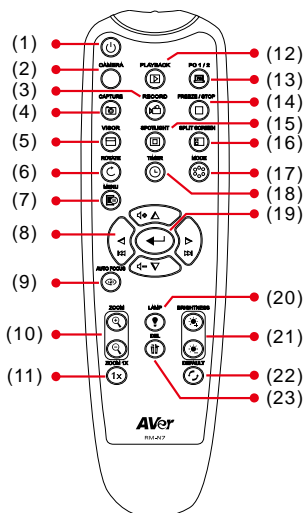 (1)
(2)
(3)
(4)
(5)
(6)
(7)
(8)
(9)
(10)
(11)
CAMERA PLAYBACK PC 1 / 2
CAPTURE RECORD FREEZE / STOP
VISOR SPOTLIGHT SPLIT SCREEN
ROTATE TIMER MODE
MENU
AUTO FOCUS
ZOOM LAMP BRIGHTNESS
ZOOM 1X DEFAULT
1x
AVer
RM-N7
(12)
(13)
(14)
(15)
(16)
(17)
(18)
(19)
(20)
(21)
(22)
(23)